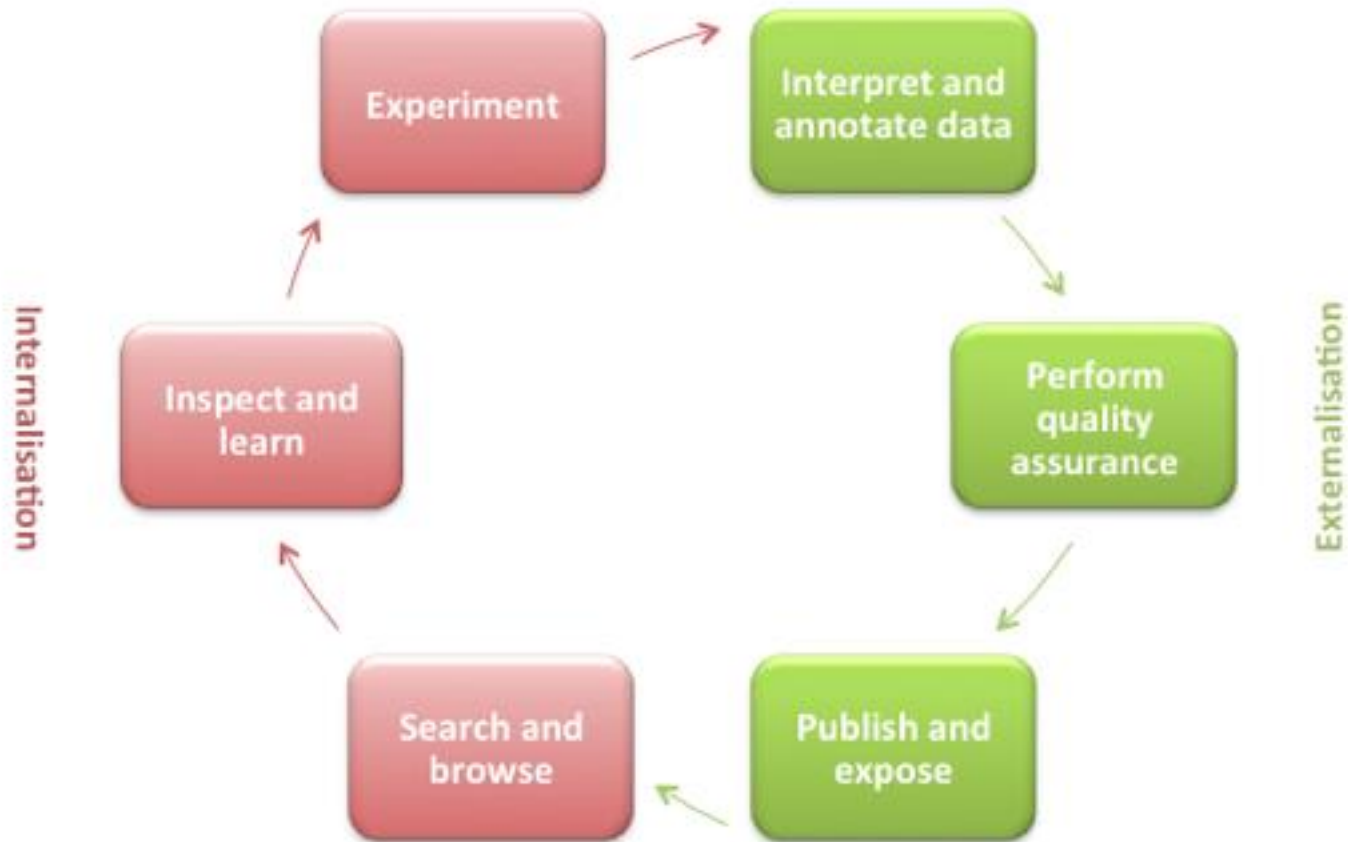 Experiment
Interpret and
annotate data
Internalisation
Inspect and
learn
Perform
quality
assurance
Externalisation
Search and
browse
Publish and
expose